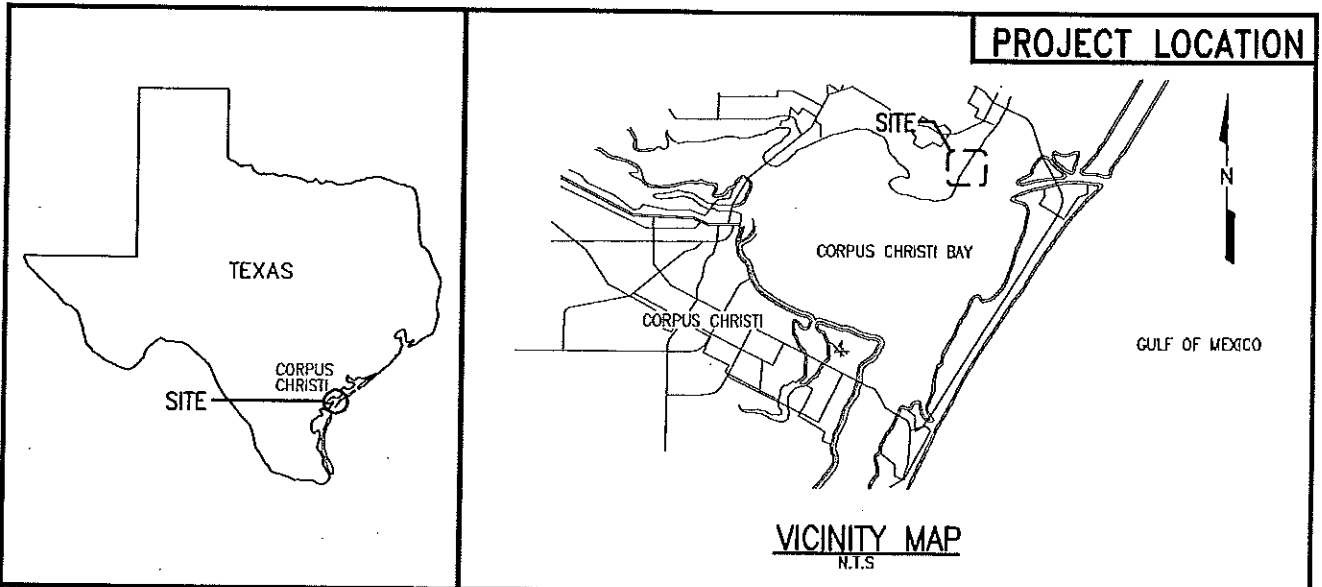 PROJECT LOCATION
TEXAS
CORPUS
CHRISTI
SITE
SITE
N
CORPUS CHRISTI BAY
CORPUS CHRISTI
GULF OF MEXICO
VICINITY MAP
N.T.S